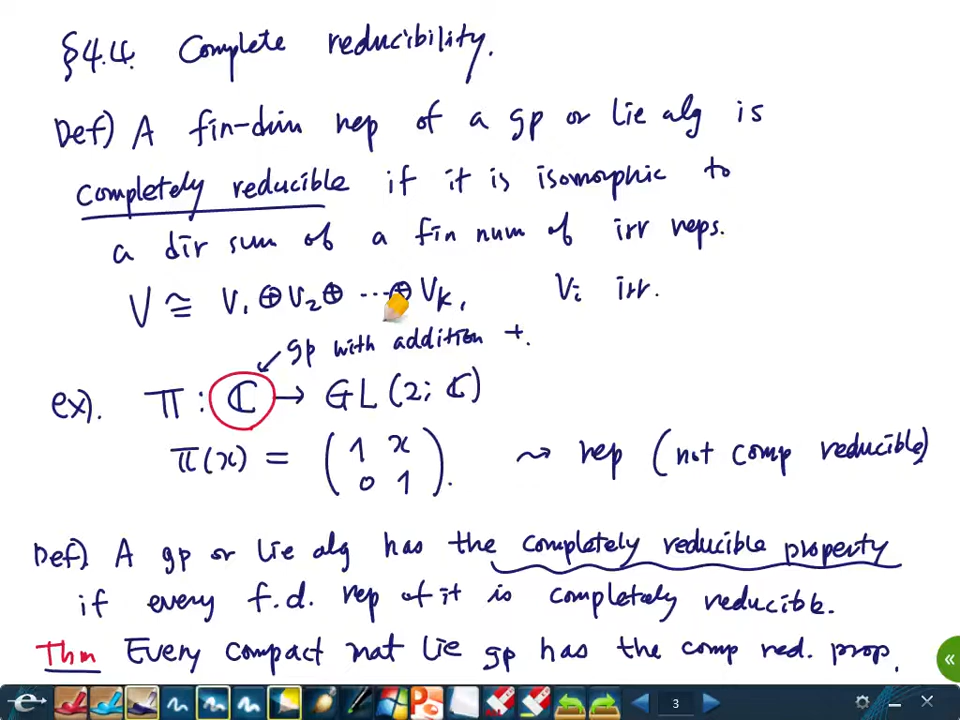 §4.4. Complete reducibility.
Def) A fin-dim rep of a gp or Lie alg is
completely reducible if it is isomorphic to
a dir sum of a fin num of irr reps.
V ≅ V₁ ⊕ V₂ ⊕ ... ⊕ Vₖ, Vᵢ irr.
gp with addition +.
ex). Π : ℂ → GL(2; ℂ)
Π(x) = (1 x
0 1). ⇝ rep (not comp reducible)
Def) A gp or Lie alg has the completely reducible property
if every f.d. rep of it is completely reducible.
Thm Every compact mat Lie gp has the comp red. prop.
3